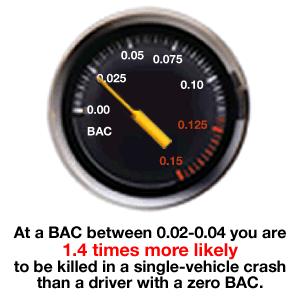 0.05
0.075
0.025
0.10
0.00
0.125
BAC
0.15
At a BAC between 0.02-0.04 you are
1.4 times more likely
to be killed in a single-vehicle crash
than a driver with a zero BAC.